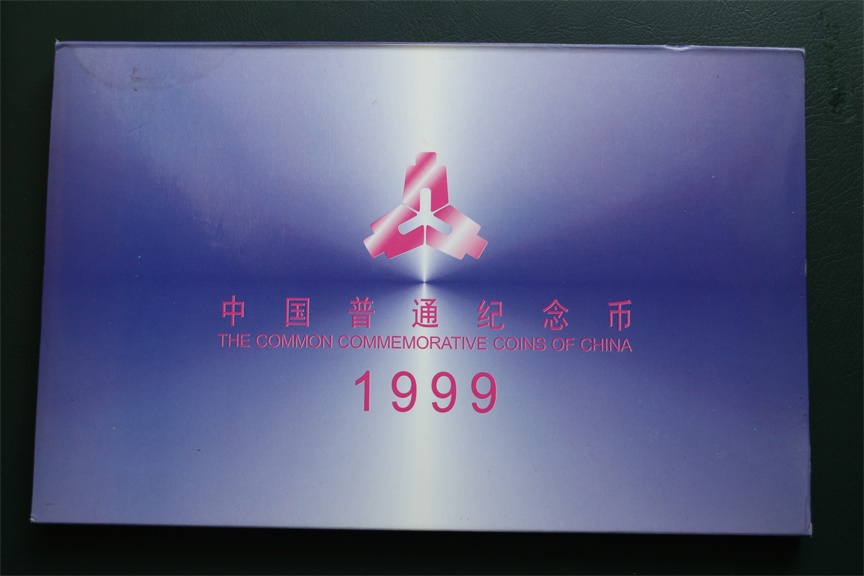 中国普通纪念币
THE COMMON COMMEMORATIVE COINS OF CHINA
1999